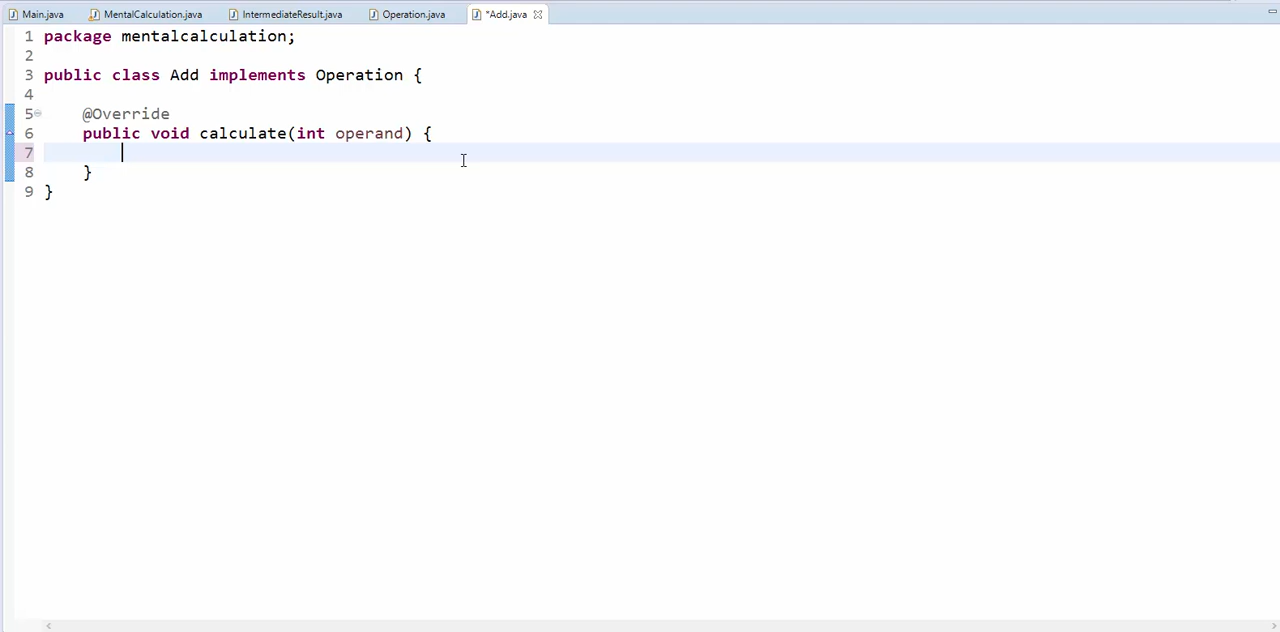 Main.java MentalCalculation.java IntermediateResult.java Operation.java *Add.java
1 package mentalcalculation;
2
3 public class Add implements Operation {
4
5 @Override
6 public void calculate(int operand) {
7
8 }
9 }